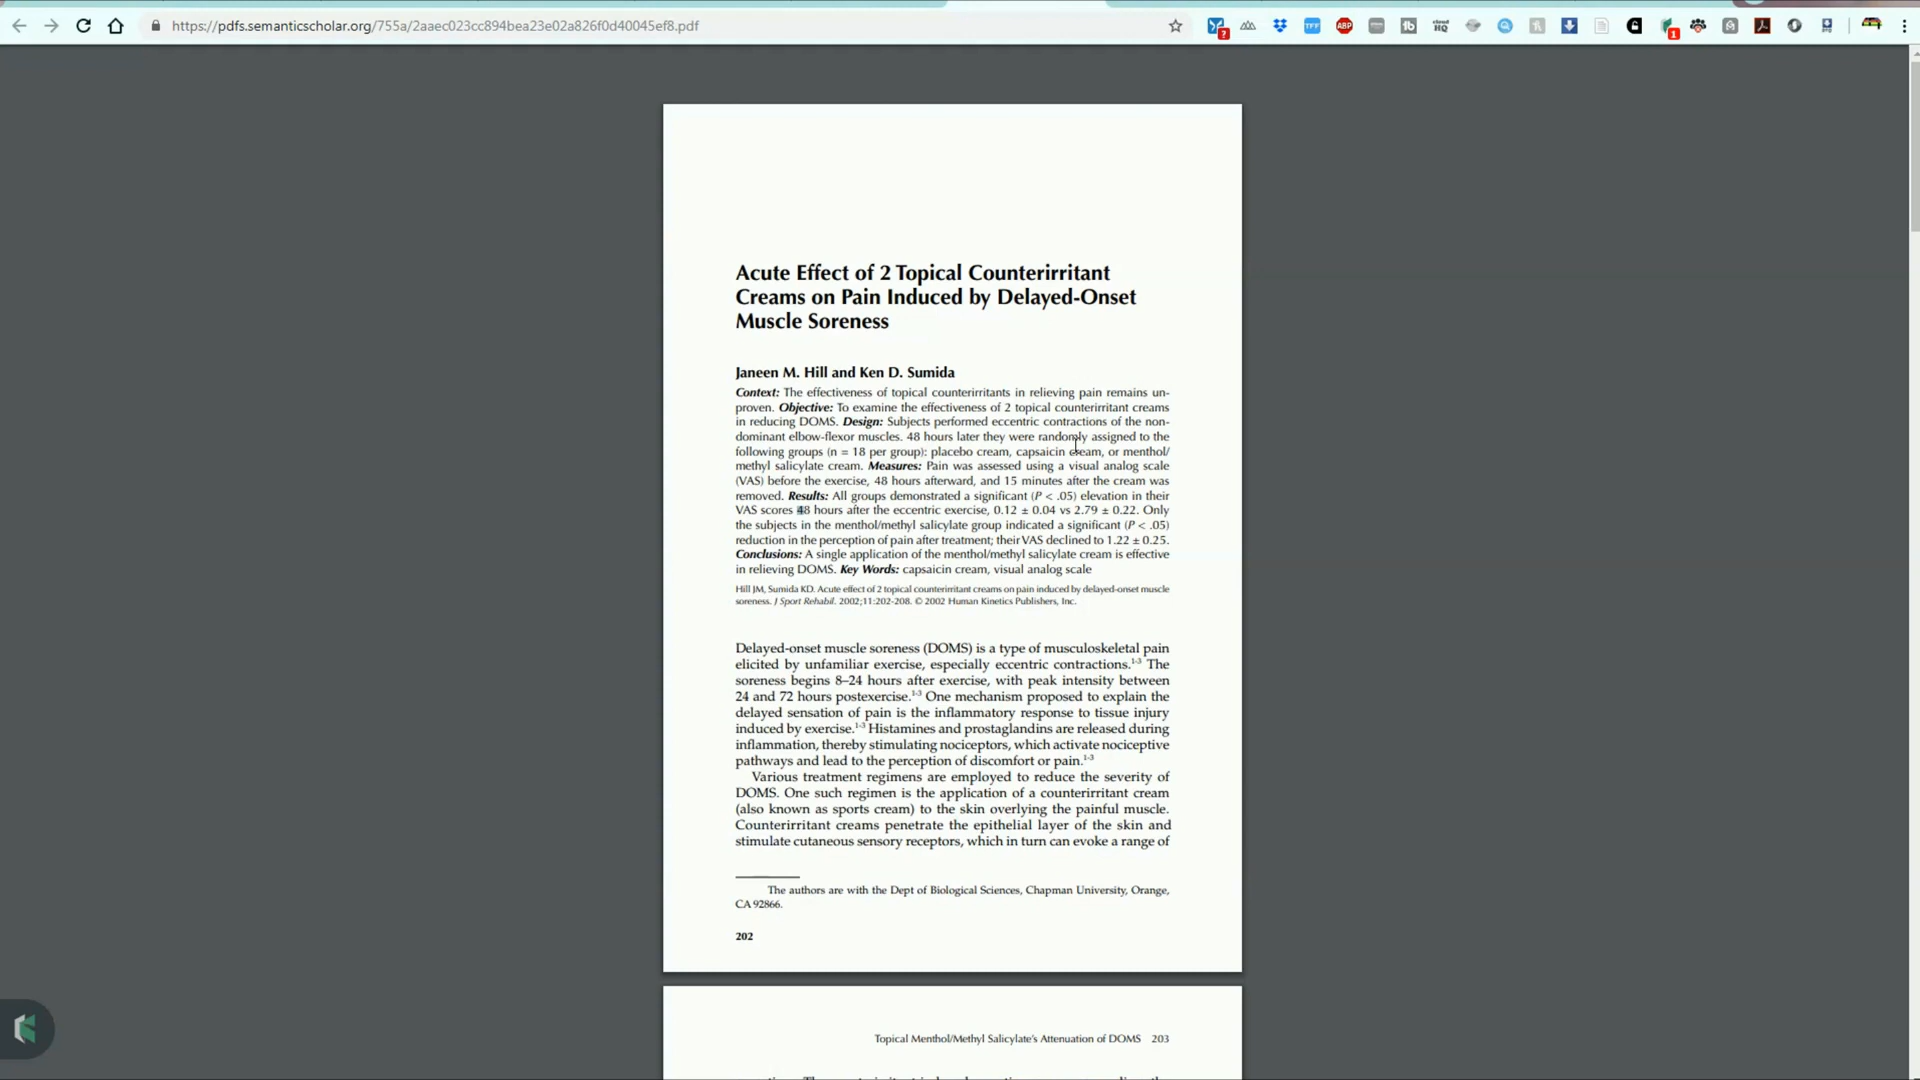 https://pdfs.semanticscholar.org/755a/2aaec023cc894bea23e02a826f0d40045ef8.pdf
?
ABP
1
Acute Effect of 2 Topical Counterirritant
Creams on Pain Induced by Delayed-Onset
Muscle Soreness
Janeen M. Hill and Ken D. Sumida
Context: The effectiveness of topical counterirritants in relieving pain remains un-
proven. Objective: To examine the effectiveness of 2 topical counterirritant creams
in reducing DOMS. Design: Subjects performed eccentric contractions of the non-
dominant elbow-flexor muscles. 48 hours later they were randomly assigned to the
following groups (n = 18 per group): placebo cream, capsaicin cream, or menthol/
methyl salicylate cream. Measures: Pain was assessed using a visual analog scale
(VAS) before the exercise, 48 hours afterward, and 15 minutes after the cream was
removed. Results: All groups demonstrated a significant (P < .05) elevation in their
VAS scores 48 hours after the eccentric exercise, 0.12 ± 0.04 vs 2.79 ± 0.22. Only
the subjects in the menthol/methyl salicylate group indicated a significant (P < .05)
reduction in the perception of pain after treatment; their VAS declined to 1.22 ± 0.25.
Conclusions: A single application of the menthol/methyl salicylate cream is effective
in relieving DOMS. Key Words: capsaicin cream, visual analog scale
Hill JM, Sumida KD. Acute effect of 2 topical counterirritant creams on pain induced by delayed-onset muscle
soreness. J Sport Rehabil. 2002;11:202-208. © 2002 Human Kinetics Publishers, Inc.
Delayed-onset muscle soreness (DOMS) is a type of musculoskeletal pain
elicited by unfamiliar exercise, especially eccentric contractions.1-3 The
soreness begins 8–24 hours after exercise, with peak intensity between
24 and 72 hours postexercise.1-3 One mechanism proposed to explain the
delayed sensation of pain is the inflammatory response to tissue injury
induced by exercise.1-3 Histamines and prostaglandins are released during
inflammation, thereby stimulating nociceptors, which activate nociceptive
pathways and lead to the perception of discomfort or pain.1-3
Various treatment regimens are employed to reduce the severity of
DOMS. One such regimen is the application of a counterirritant cream
(also known as sports cream) to the skin overlying the painful muscle.
Counterirritant creams penetrate the epithelial layer of the skin and
stimulate cutaneous sensory receptors, which in turn can evoke a range of
The authors are with the Dept of Biological Sciences, Chapman University, Orange,
CA 92866.
202
Topical Menthol/Methyl Salicylate's Attenuation of DOMS 203